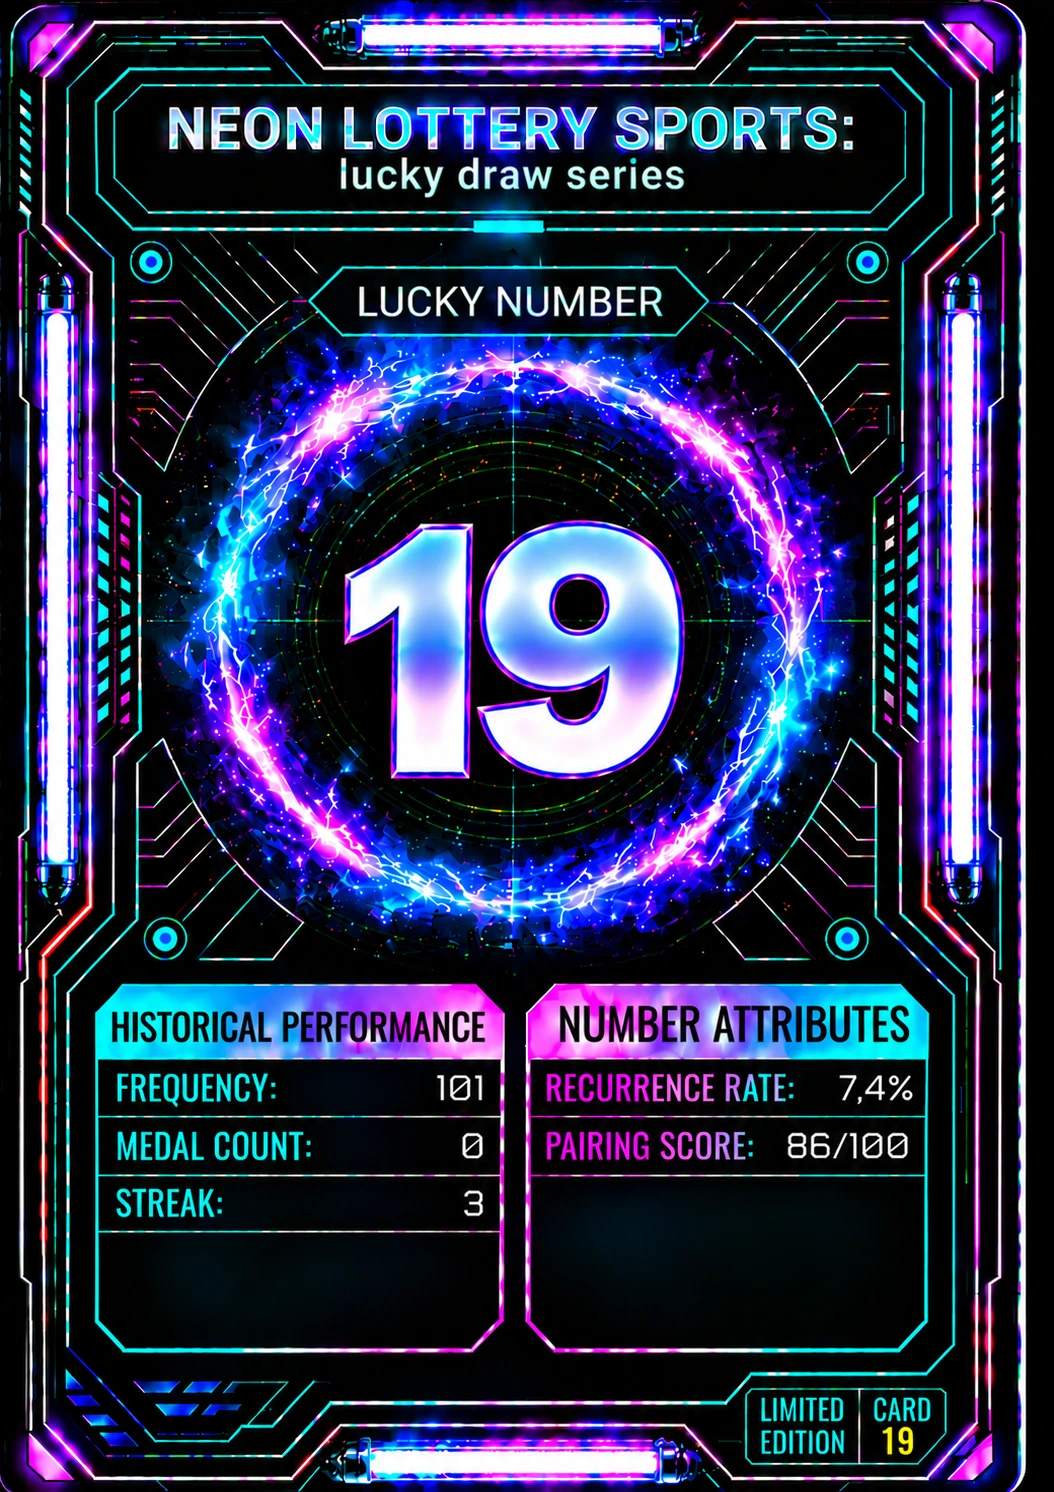 NEON LOTTERY SPORTS:
lucky draw series
LUCKY NUMBER
19
HISTORICAL PERFORMANCE
FREQUENCY: 101
MEDAL COUNT: 0
STREAK: 3
NUMBER ATTRIBUTES
RECURRENCE RATE: 7,4%
PAIRING SCORE: 86/100
LIMITED
EDITION
CARD
19